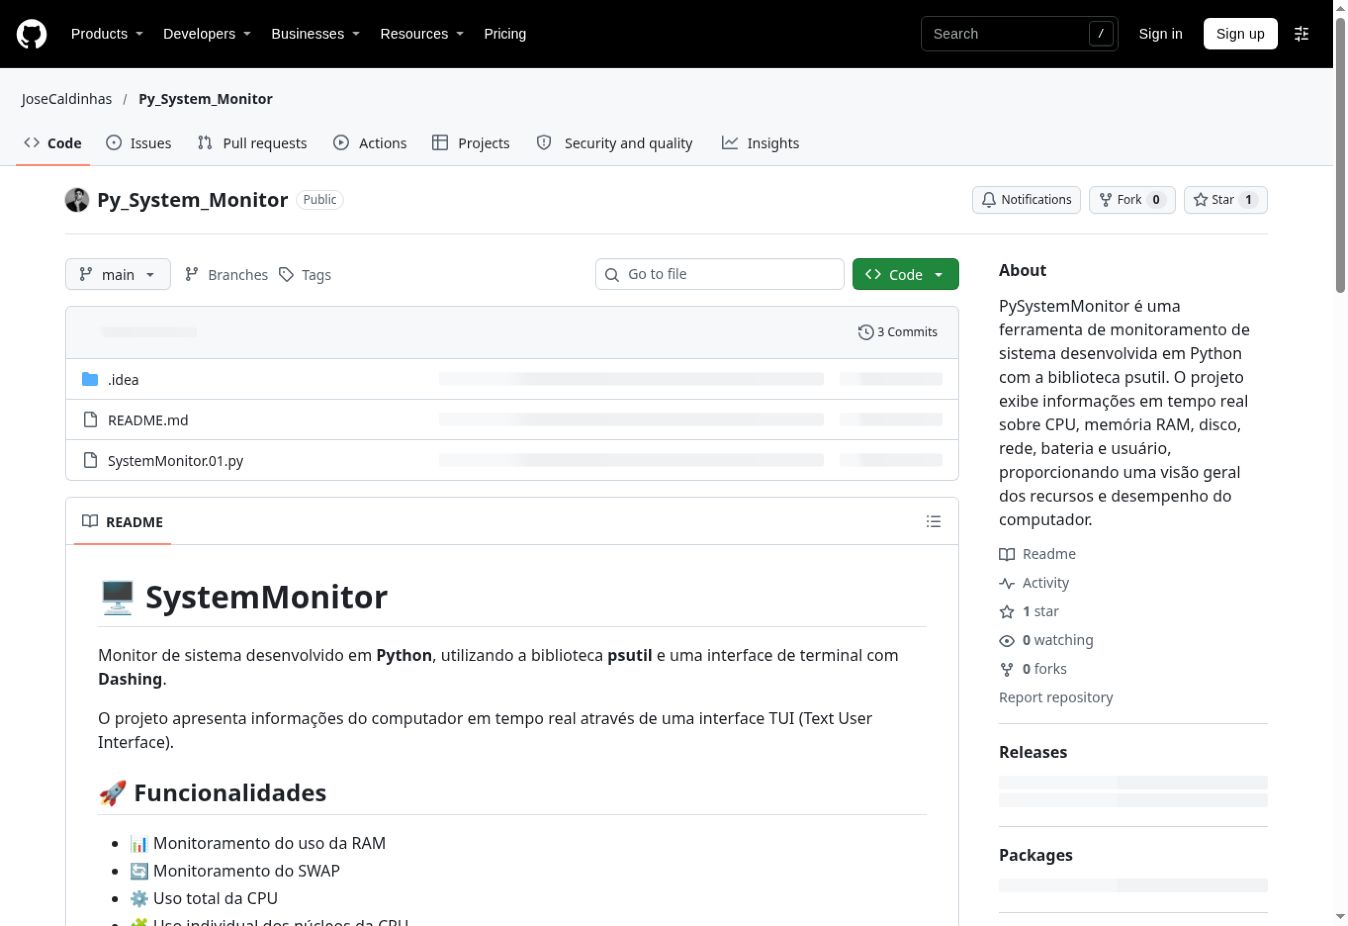 Products Developers Businesses Resources Pricing Search / Sign in Sign up
JoseCaldinhas / Py_System_Monitor
Code Issues Pull requests Actions Projects Security and quality Insights
Py_System_Monitor Public Notifications Fork 0 Star 1
main Branches Tags Go to file Code
3 Commits
.idea
README.md
SystemMonitor.01.py
README
🖥️ SystemMonitor
Monitor de sistema desenvolvido em Python, utilizando a biblioteca psutil e uma interface de terminal com
Dashing.
O projeto apresenta informações do computador em tempo real através de uma interface TUI (Text User
Interface).
🚀 Funcionalidades
• 📊 Monitoramento do uso da RAM
• 🔄 Monitoramento do SWAP
• ⚙️ Uso total da CPU
• 🧩 Uso individual dos núcleos da CPU
About
PySystemMonitor é uma
ferramenta de monitoramento de
sistema desenvolvida em Python
com a biblioteca psutil. O projeto
exibe informações em tempo real
sobre CPU, memória RAM, disco,
rede, bateria e usuário,
proporcionando uma visão geral
dos recursos e desempenho do
computador.
Readme
Activity
1 star
0 watching
0 forks
Report repository
Releases
Packages